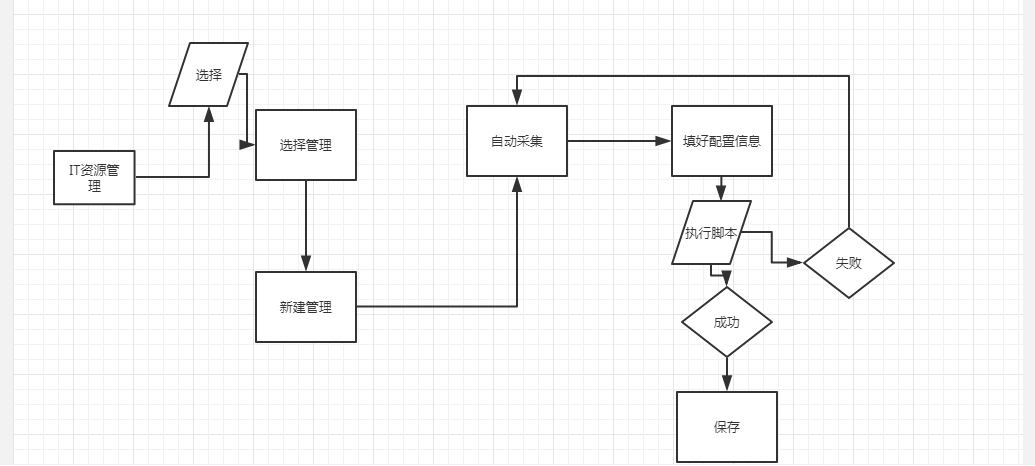 选择
IT资源管
理
选择管理
新建管理
自动采集
填好配置信息
执行脚本
失败
成功
保存